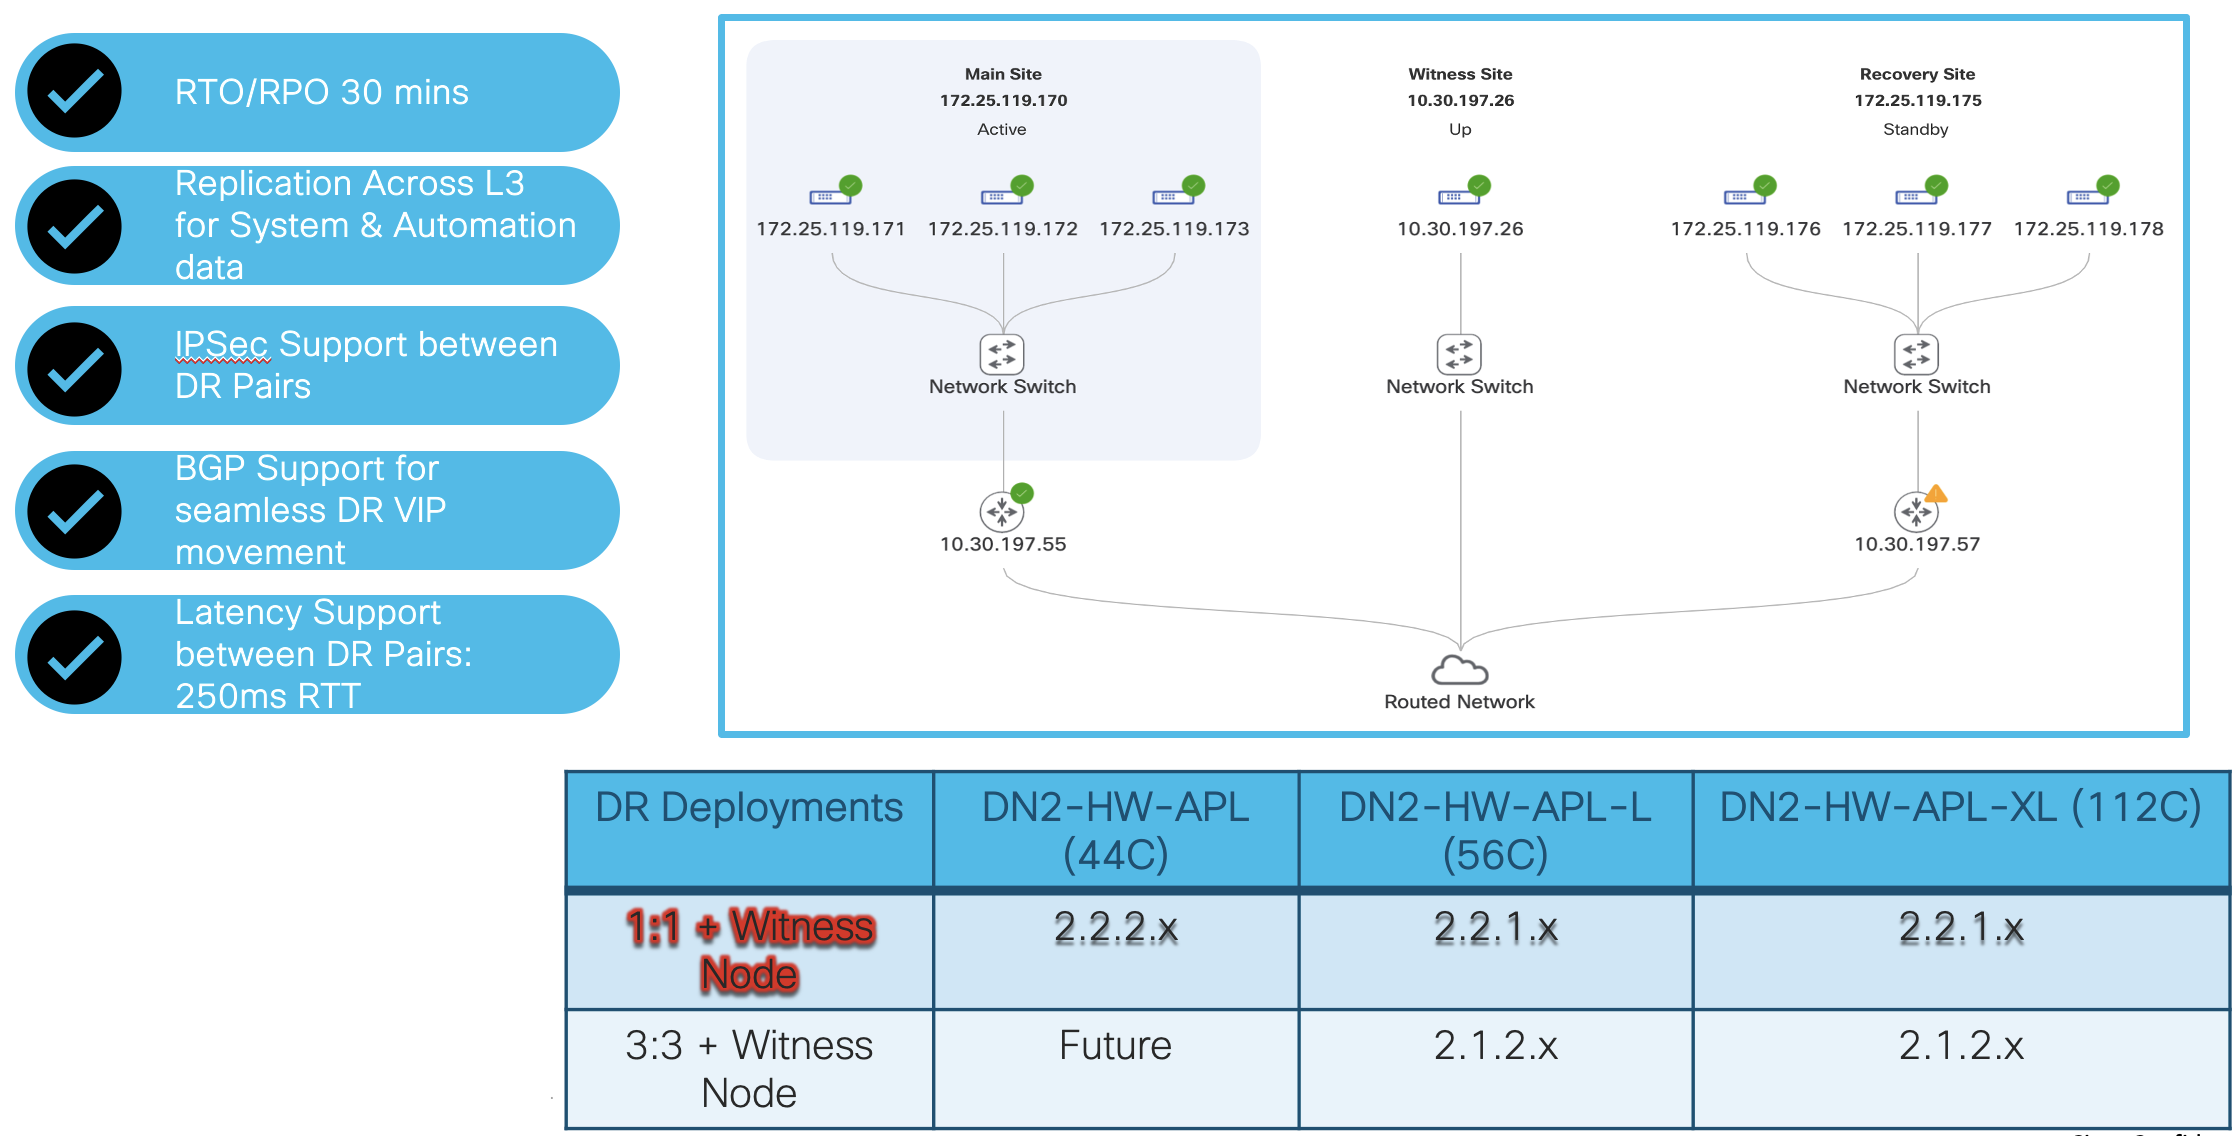 RTO/RPO 30 mins
Replication Across L3
for System & Automation
data
IPSec Support between
DR Pairs
BGP Support for
seamless DR VIP
movement
Latency Support
between DR Pairs:
250ms RTT
Main Site
172.25.119.170
Active
172.25.119.171 172.25.119.172 172.25.119.173
Network Switch
10.30.197.55
Witness Site
10.30.197.26
Up
10.30.197.26
Network Switch
Recovery Site
172.25.119.175
Standby
172.25.119.176 172.25.119.177 172.25.119.178
Network Switch
10.30.197.57
Routed Network
DR Deployments
DN2-HW-APL
(44C)
DN2-HW-APL-L
(56C)
DN2-HW-APL-XL (112C)
1:1 + Witness
Node
2.2.2.x
2.2.1.x
2.2.1.x
3:3 + Witness
Node
Future
2.1.2.x
2.1.2.x